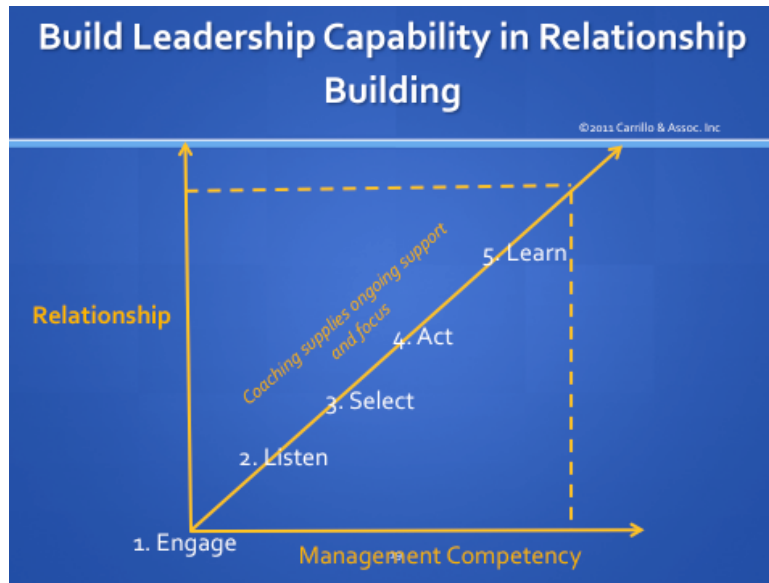 Build Leadership Capability in Relationship
Building
©2011 Carrillo & Assoc. Inc
5. Learn
Coaching supplies ongoing support
and focus
Relationship
4. Act
3. Select
2. Listen
1. Engage
Management Competency